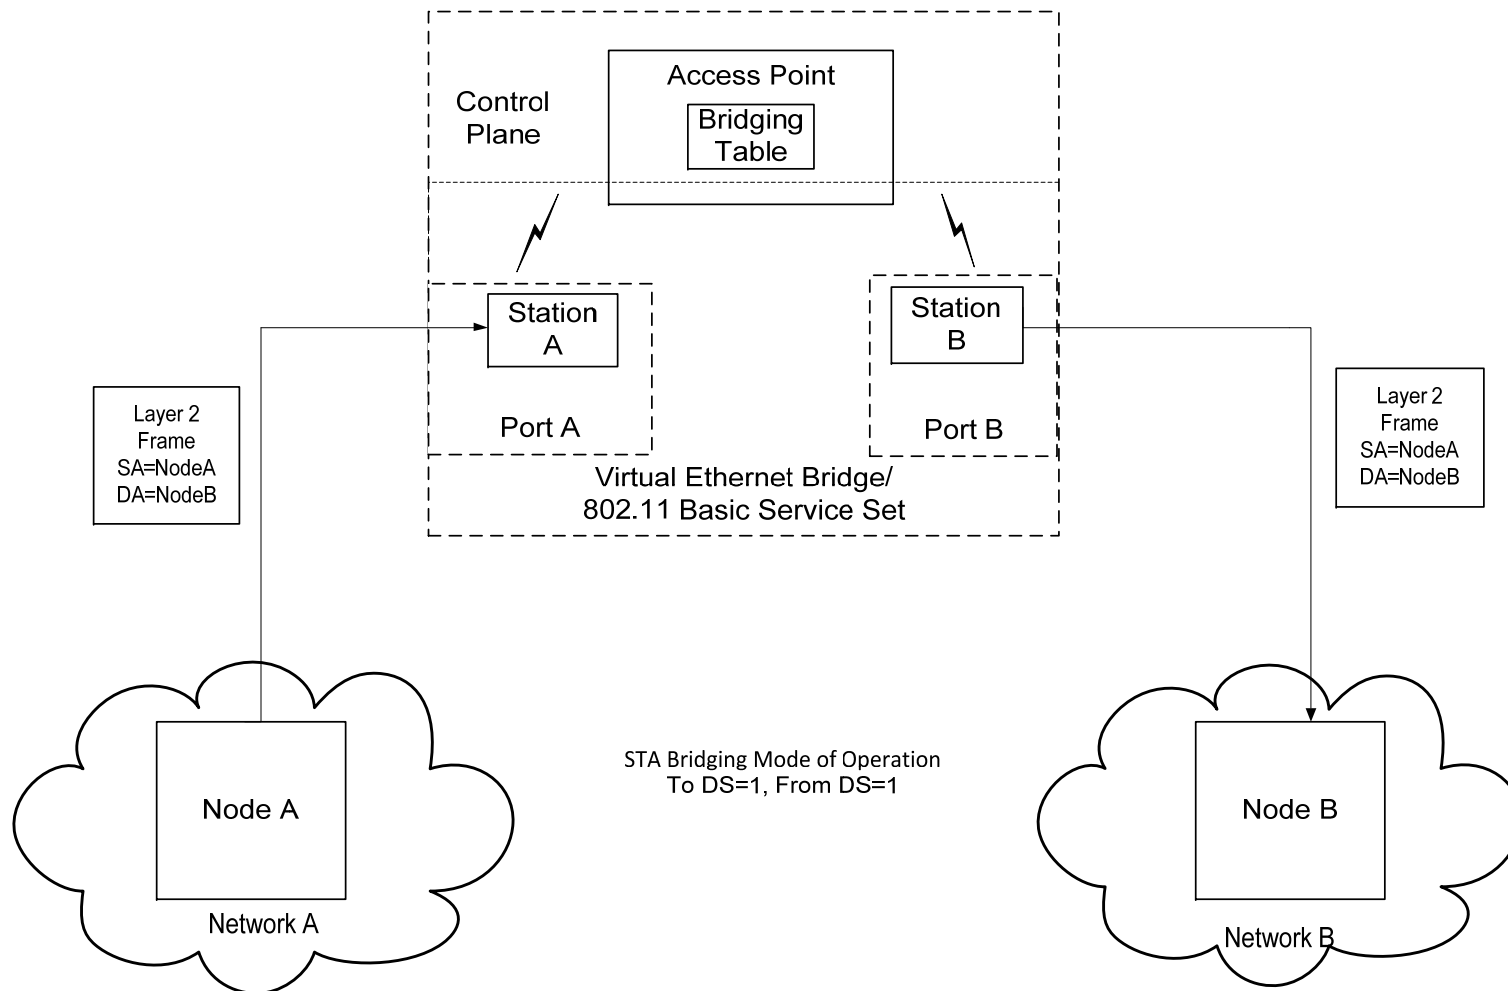 Access Point
Control
Plane
Bridging
Table
Station
A
Station
B
Port A
Port B
Layer 2
Frame
SA=NodeA
DA=NodeB
Layer 2
Frame
SA=NodeA
DA=NodeB
Virtual Ethernet Bridge/
802.11 Basic Service Set
STA Bridging Mode of Operation
To DS=1, From DS=1
Node A
Network A
Node B
Network B